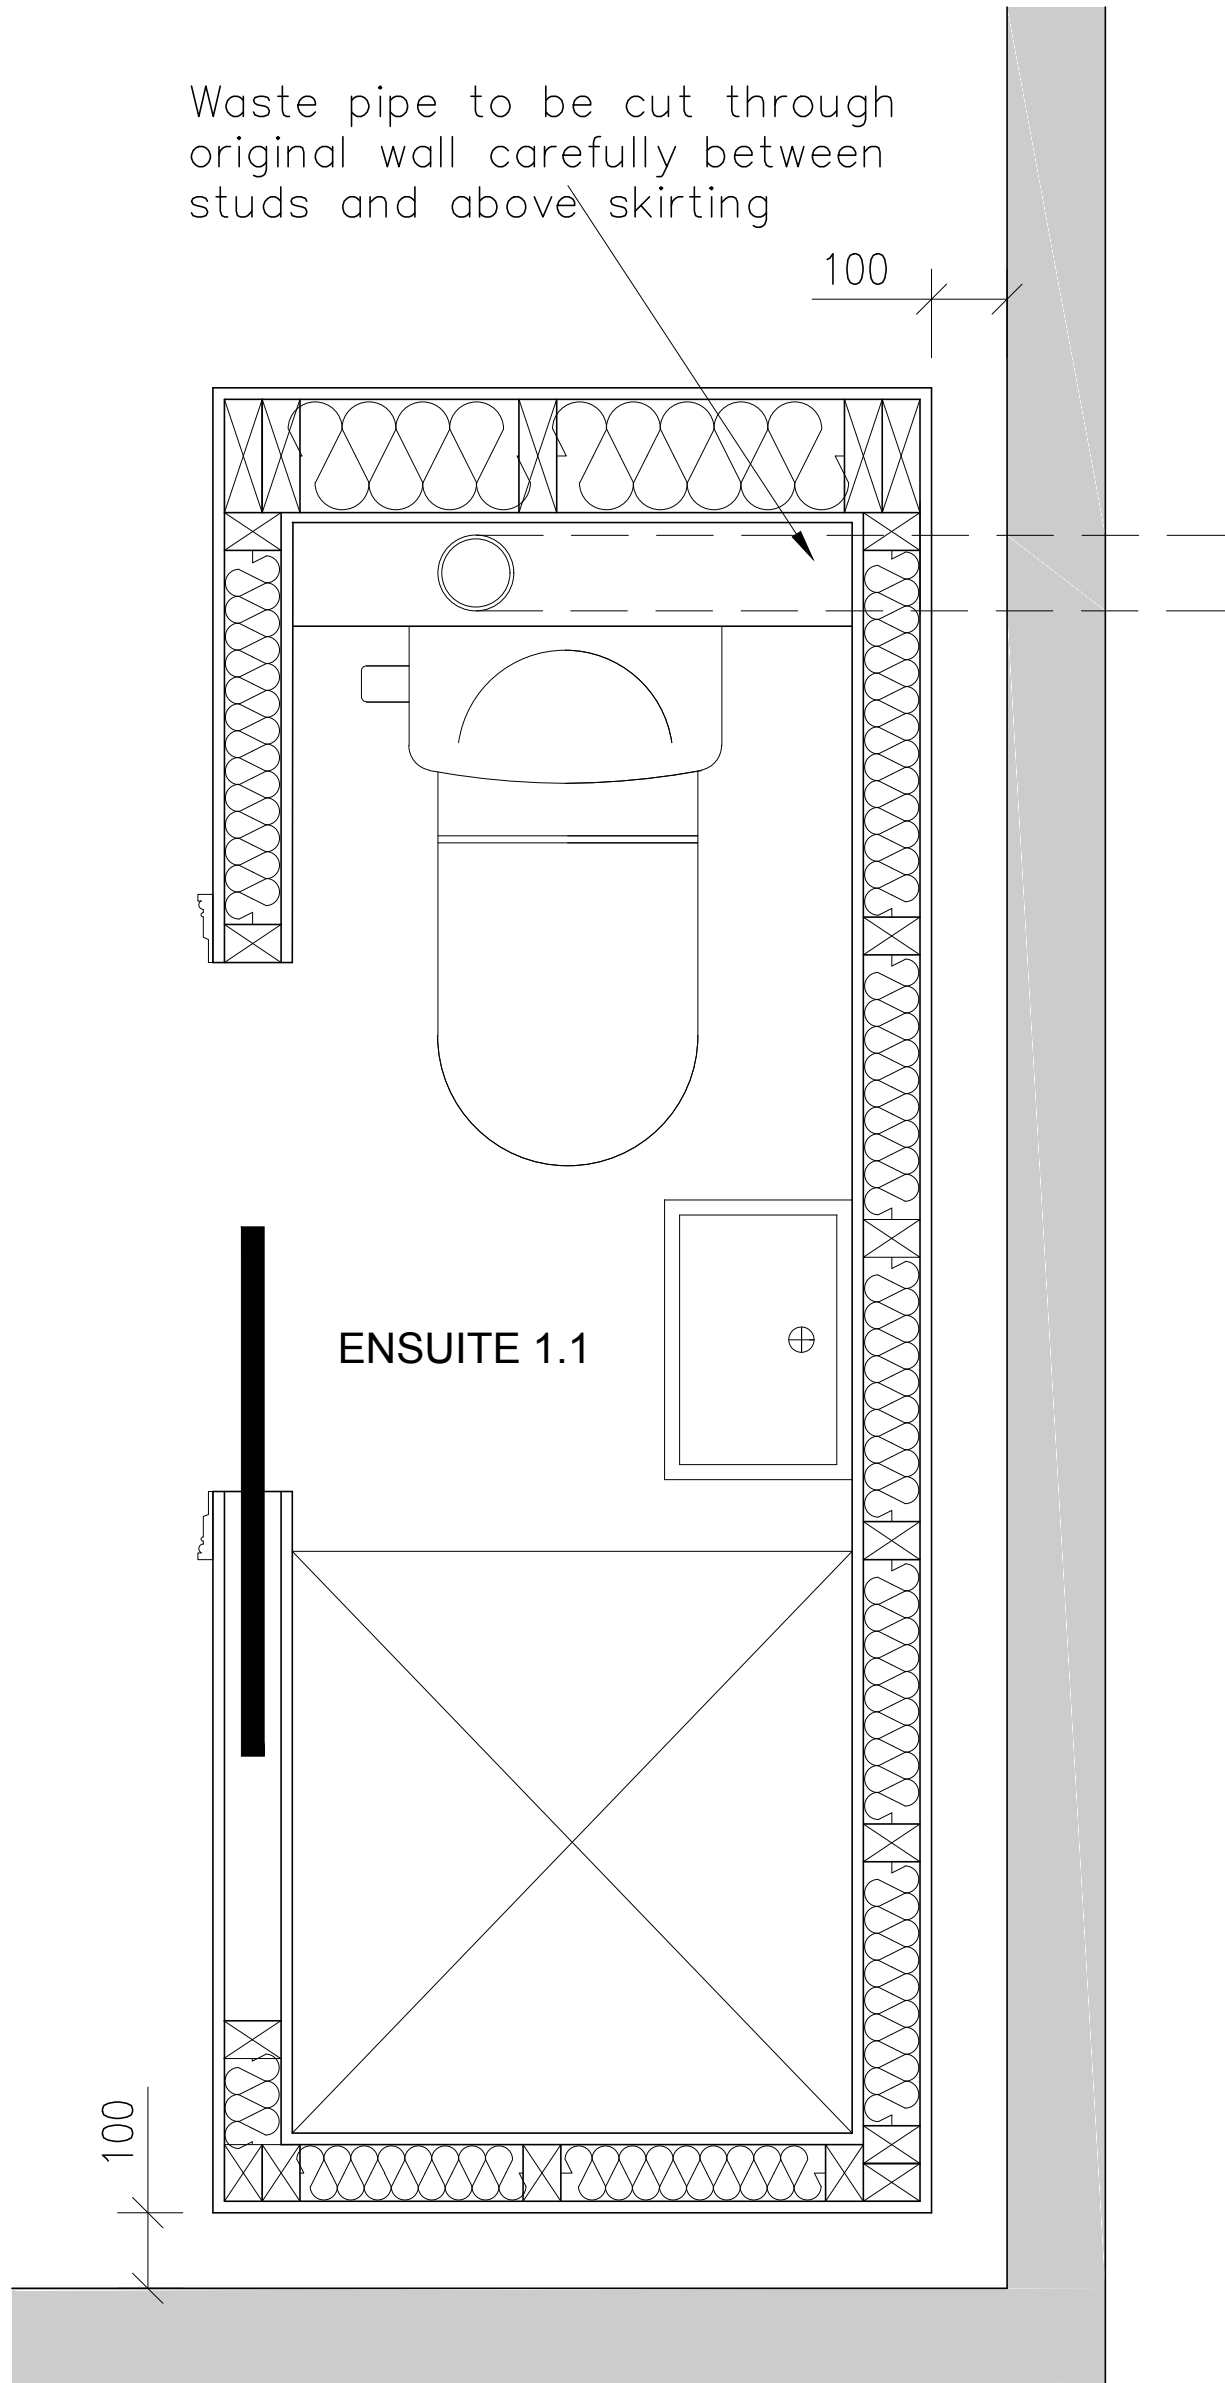 Waste pipe to be cut through
original wall carefully between
studs and above skirting
100
ENSUITE 1.1
100